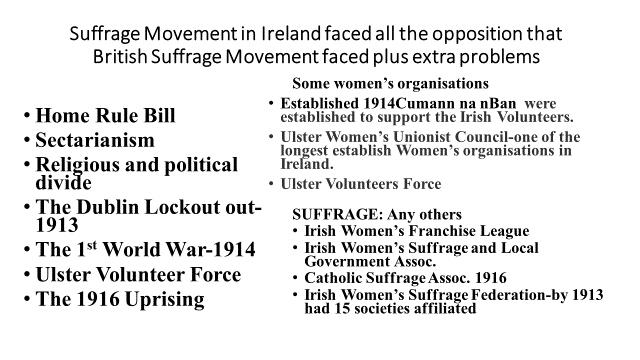 Suffrage Movement in Ireland faced all the opposition that
British Suffrage Movement faced plus extra problems
• Home Rule Bill
• Sectarianism
• Religious and political
divide
• The Dublin Lockout out-
1913
• The 1st World War-1914
• Ulster Volunteer Force
• The 1916 Uprising
Some women's organisations
• Established 1914Cumann na nBan were
established to support the Irish Volunteers.
• Ulster Women's Unionist Council-one of the
longest establish Women's organisations in
Ireland.
• Ulster Volunteers Force
SUFFRAGE: Any others
• Irish Women's Franchise League
• Irish Women's Suffrage and Local
Government Assoc.
• Catholic Suffrage Assoc. 1916
• Irish Women's Suffrage Federation-by 1913
had 15 societies affiliated